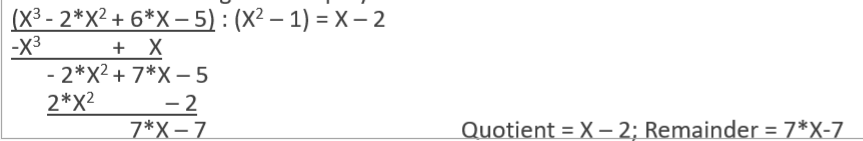 (X³ - 2*X² + 6*X – 5) : (X² – 1) = X – 2
-X³ + X
- 2*X² + 7*X – 5
2*X² – 2
7*X – 7 Quotient = X – 2; Remainder = 7*X-7